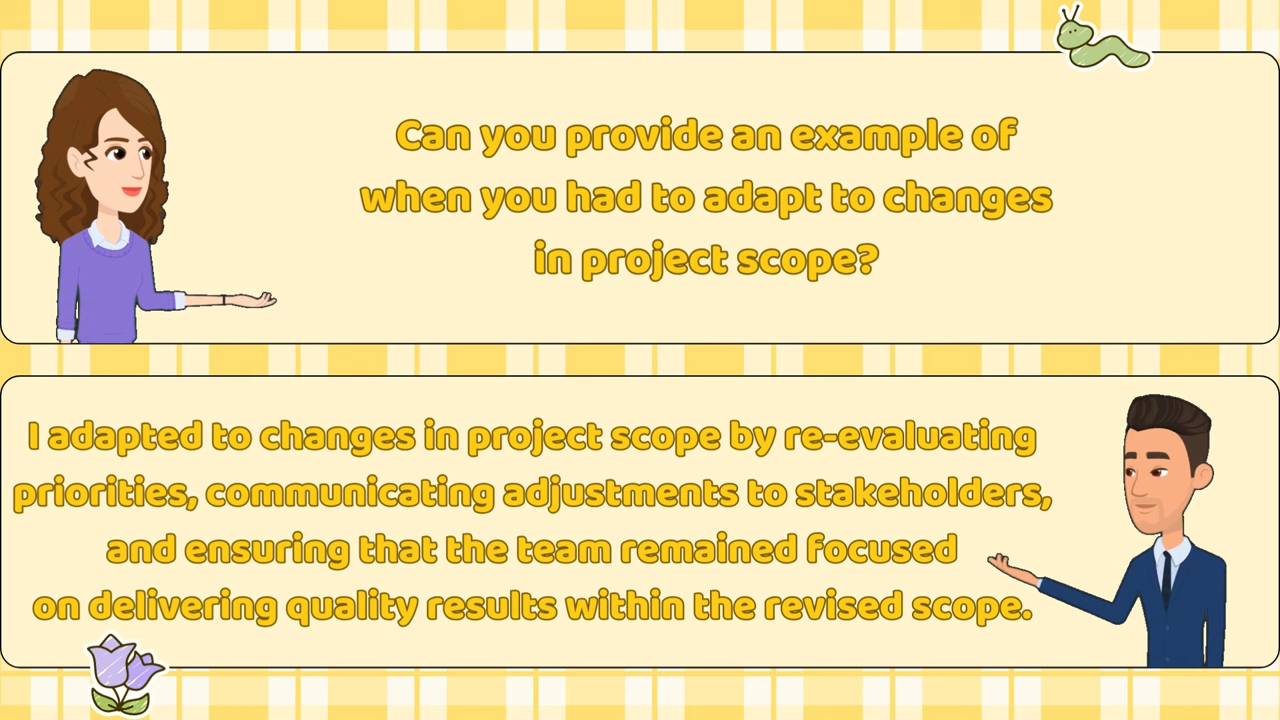 Can you provide an example of
when you had to adapt to changes
in project scope?
I adapted to changes in project scope by re-evaluating
priorities, communicating adjustments to stakeholders,
and ensuring that the team remained focused
on delivering quality results within the revised scope.